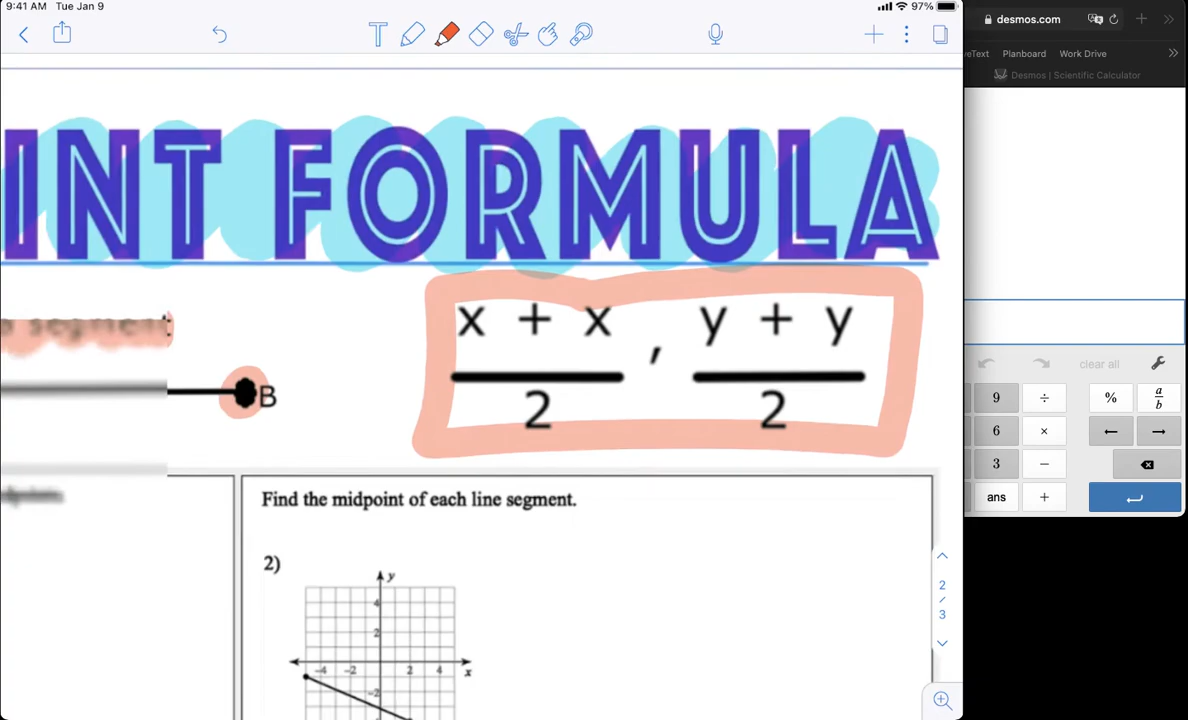 9:41 AM Tue Jan 9
97%
desmos.com
veText Planboard Work Drive
Desmos | Scientific Calculator
INT FORMULA
segment:
B
x + x , y + y
2 2
clear all
9 ÷ % a/b
6 × ← →
3 −
ans +
Find the midpoint of each line segment.
2)
y
4
2
-4 -2 2 4 x
-2
2
/
3